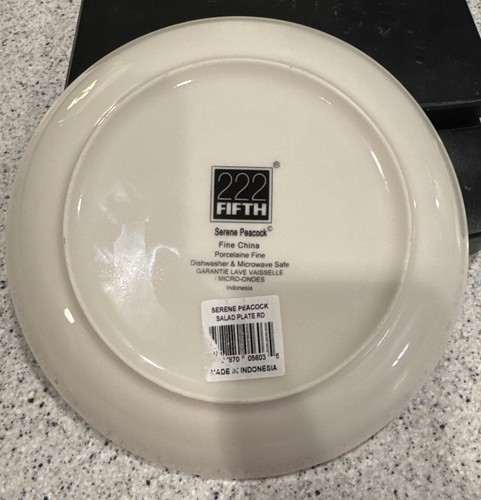 222
FIFTH®
Serene Peacock©
Fine China
Porcelaine Fine
Dishwasher & Microwave Safe
GARANTIE LAVE VAISSELLE
/ MICRO-ONDES
Indonesia
SERENE PEACOCK
SALAD PLATE RD
05603
MADE IN INDONESIA